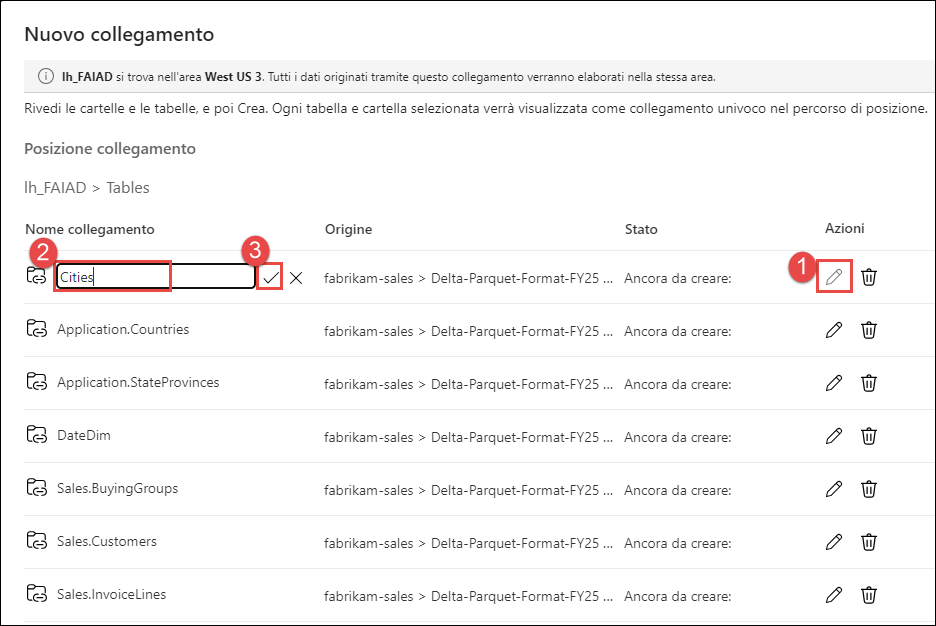 Nuovo collegamento
lh_FAIAD si trova nell'area West US 3. Tutti i dati originati tramite questo collegamento verranno elaborati nella stessa area.
Rivedi le cartelle e le tabelle, e poi Crea. Ogni tabella e cartella selezionata verrà visualizzata come collegamento univoco nel percorso di posizione.
Posizione collegamento
lh_FAIAD > Tables
Nome collegamento Origine Stato Azioni
2 3 1
Cities fabrikam-sales > Delta-Parquet-Format-FY25 ... Ancora da creare:
Application.Countries fabrikam-sales > Delta-Parquet-Format-FY25 ... Ancora da creare:
Application.StateProvinces fabrikam-sales > Delta-Parquet-Format-FY25 ... Ancora da creare:
DateDim fabrikam-sales > Delta-Parquet-Format-FY25 ... Ancora da creare:
Sales.BuyingGroups fabrikam-sales > Delta-Parquet-Format-FY25 ... Ancora da creare:
Sales.Customers fabrikam-sales > Delta-Parquet-Format-FY25 ... Ancora da creare:
Sales.InvoiceLines fabrikam-sales > Delta-Parquet-Format-FY25 ... Ancora da creare: